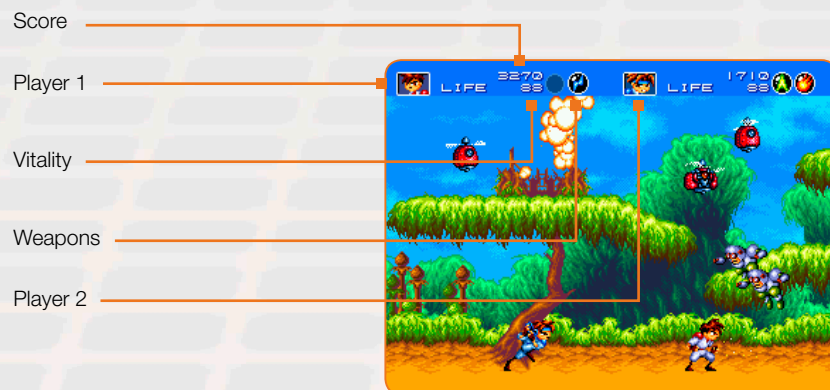 Score
Player 1
Vitality
Weapons
Player 2
3270
LIFE 88
1710
LIFE 88